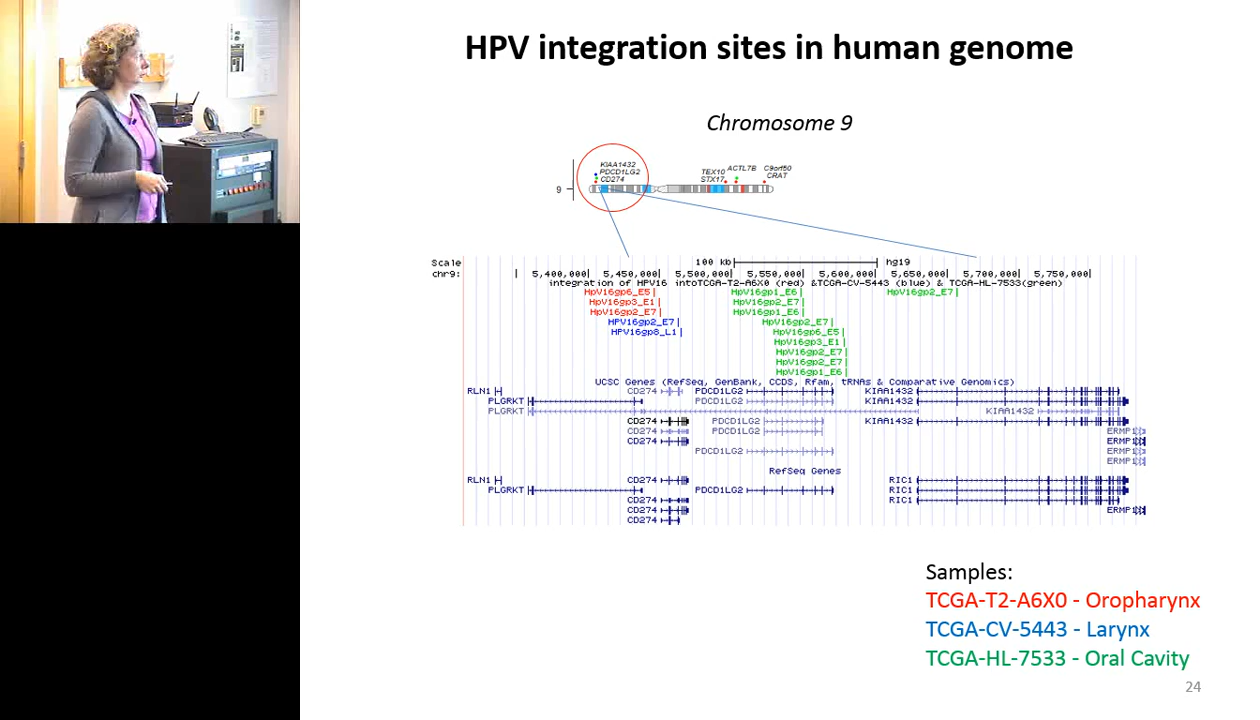 HPV integration sites in human genome
Chromosome 9
KIAA1432
PDCD1LG2
CD274
TEX10
STX17
ACTL7B
C9orf50
CRAT
9
Scale 100 kb hg19
chr9: 5,400,000 5,450,000 5,500,000 5,550,000 5,600,000 5,650,000 5,700,000 5,750,000
integration of HPV16 intoTCGA-T2-A6X0 (red) &TCGA-CV-5443 (blue) & TCGA-HL-7533(green)
HpV16gp6_E5 HpV16gp1_E6 HpV16gp2_E7
HpV16gp3_E1 HpV16gp2_E7
HpV16gp2_E7 HpV16gp1_E6
HPV16gp2_E7 HpV16gp2_E7
HPV16gp8_L1 HpV16gp6_E5
HpV16gp3_E1
HpV16gp2_E7
HpV16gp2_E7
HpV16gp1_E6
UCSC Genes (RefSeq, GenBank, CCDS, Rfam, tRNAs & Comparative Genomics)
RLN1 CD274 PDCD1LG2 KIAA1432
PLGRKT PDCD1LG2 KIAA1432
PLGRKT KIAA1432
CD274 PDCD1LG2 KIAA1432
CD274 PDCD1LG2 ERMP1
CD274 ERMP1
PDCD1LG2 ERMP1
ERMP1
RefSeq Genes
RLN1 CD274 RIC1
PLGRKT PDCD1LG2 RIC1
CD274 RIC1
CD274 ERMP1
CD274
Samples:
TCGA-T2-A6X0 - Oropharynx
TCGA-CV-5443 - Larynx
TCGA-HL-7533 - Oral Cavity
24